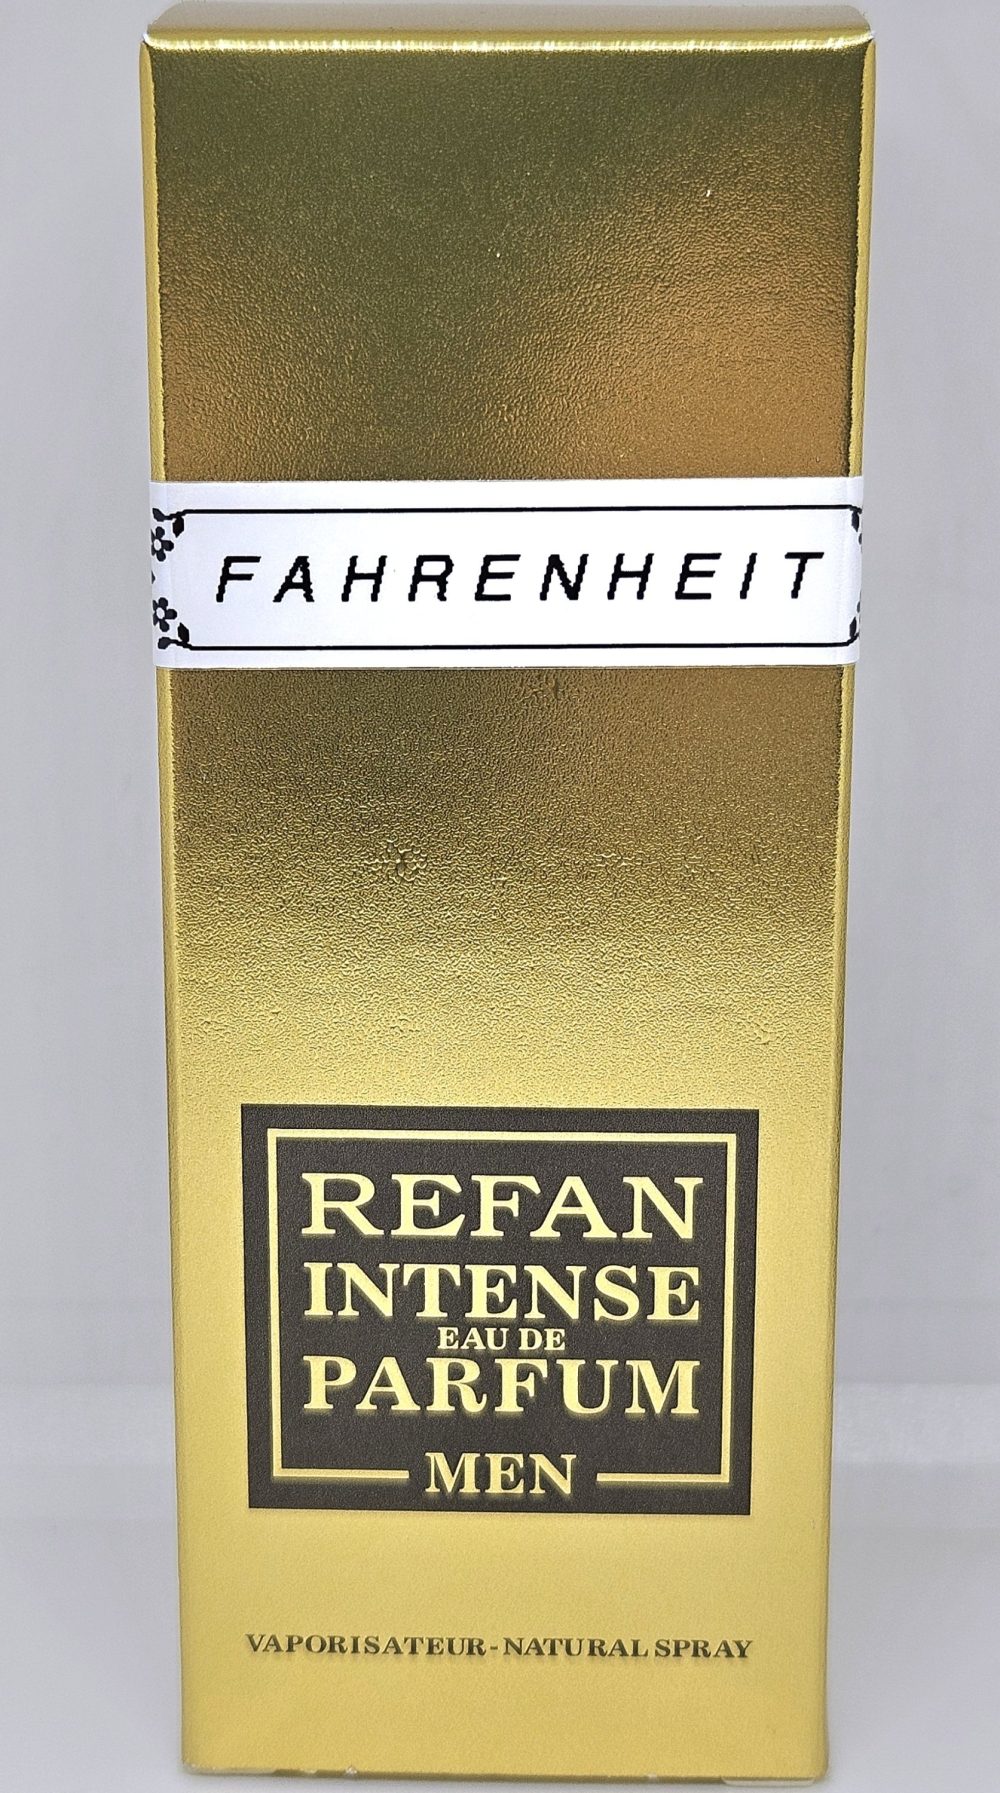 FAHRENHEIT
REFAN
INTENSE
EAU DE
PARFUM
MEN
VAPORISATEUR-NATURAL SPRAY